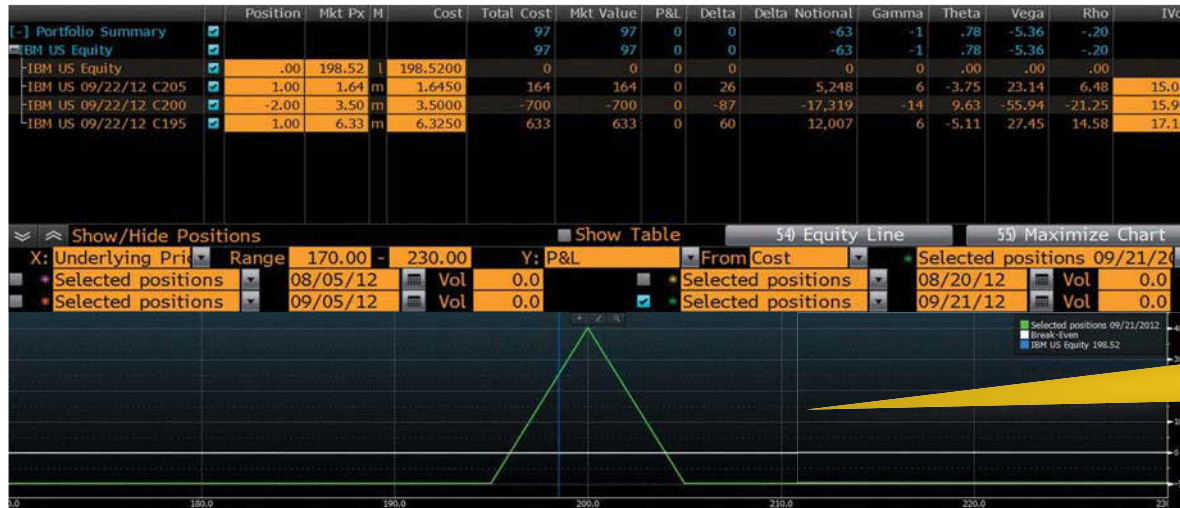 Position Mkt Px M Cost Total Cost Mkt Value P&L Delta Delta Notional Gamma Theta Vega Rho
[-] Portfolio Summary 97 97 0 0 -63 -1 .78 -5.36 -.20
IBM US Equity 97 97 0 0 -63 -1 .78 -5.36 -.20
IBM US Equity .00 198.52 l 198.5200 0 0 0 0 0 0 .00 .00 .00
IBM US 09/22/12 C205 1.00 1.64 m 1.6450 164 164 0 26 5,248 6 -3.75 23.14 6.48 15.0
IBM US 09/22/12 C200 -2.00 3.50 m 3.5000 -700 -700 0 -87 -17,319 -14 9.63 -55.94 -21.25 15.9
IBM US 09/22/12 C195 1.00 6.33 m 6.3250 633 633 0 60 12,007 6 -5.11 27.45 14.58 17.1
Show/Hide Positions Show Table 54) Equity Line 55) Maximize Chart
X: Underlying Pri Range 170.00 - 230.00 Y: P&L From Cost Selected positions 09/21/20
Selected positions 08/05/12 Vol 0.0 Selected positions 08/20/12 Vol 0.0
Selected positions 09/05/12 Vol 0.0 Selected positions 09/21/12 Vol 0.0
Selected positions 09/21/2012
Break-Even
IBM US Equity 198.52
180.0 190.0 200.0 210.0 220.0